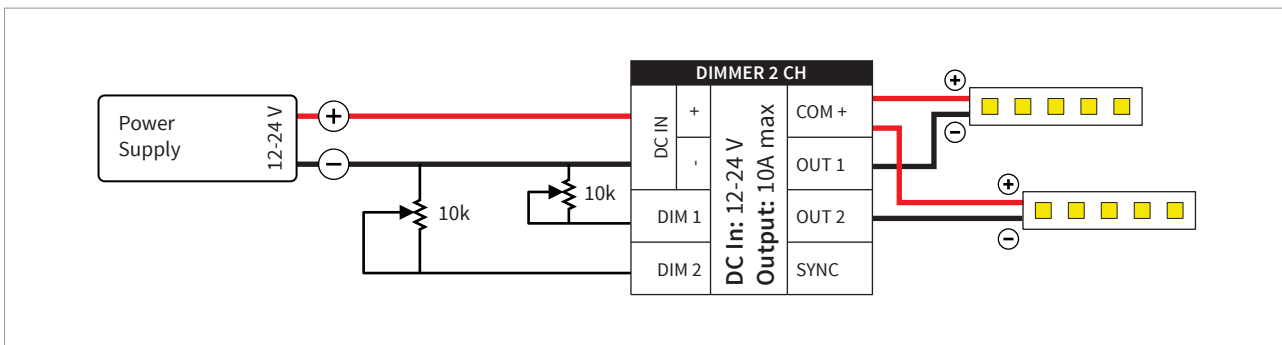 DIMMER 2 CH
Power
Supply
12-24 V
+
−
10k
10k
DC IN
+
-
DIM 1
DIM 2
DC In: 12-24 V
Output: 10A max
COM +
OUT 1
OUT 2
SYNC
+
−
+
−